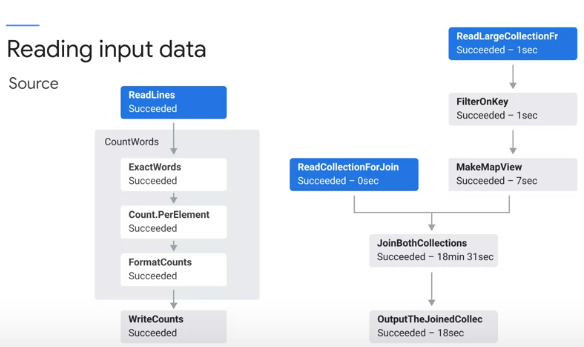 Reading input data
Source
ReadLines
Succeeded
CountWords
ExactWords
Succeeded
Count.PerElement
Succeeded
FormatCounts
Succeeded
WriteCounts
Succeeded
ReadLargeCollectionFr
Succeeded – 1sec
FilterOnKey
Succeeded – 1sec
ReadCollectionForJoin
Succeeded – 0sec
MakeMapView
Succeeded – 7sec
JoinBothCollections
Succeeded – 18min 31sec
OutputTheJoinedCollec
Succeeded – 18sec